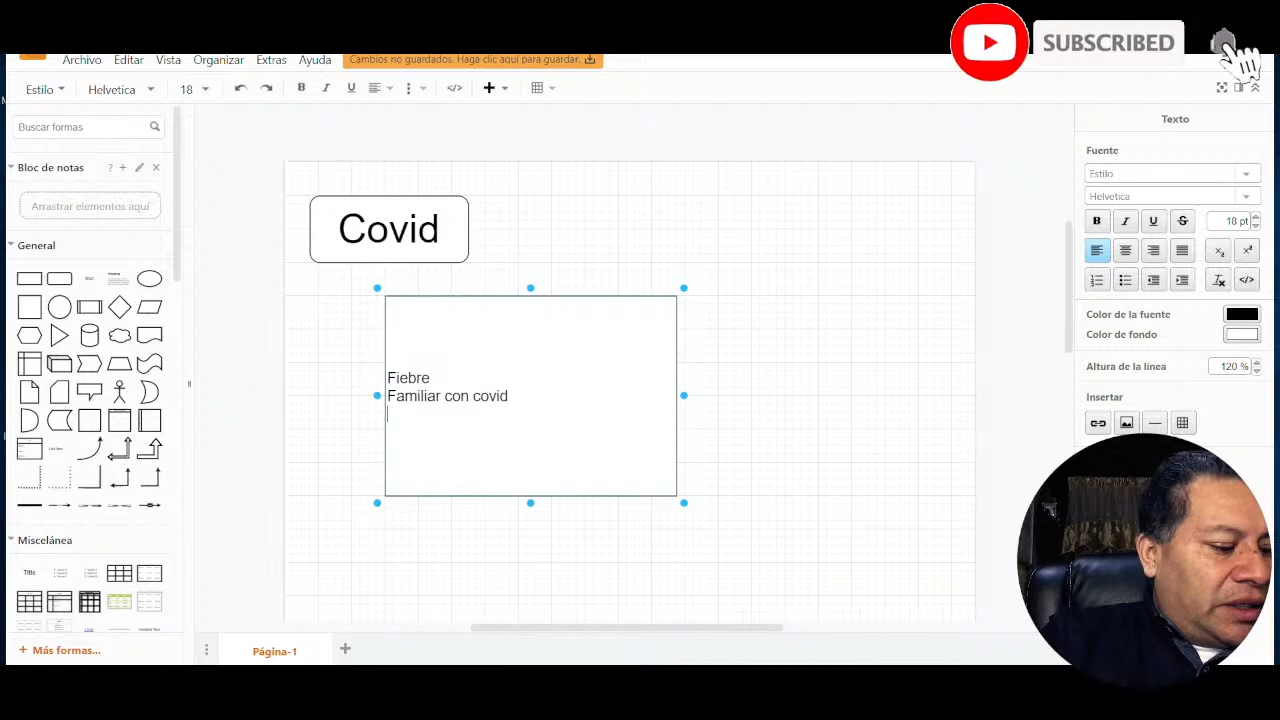 SUBSCRIBED
Archivo Editar Vista Organizar Extras Ayuda Cambios no guardados. Haga clic aquí para guardar.
Estilo Helvetica 18 B I U </>
Buscar formas
Bloc de notas ? + ×
Arrastrar elementos aquí
General
Misceránea
Title
+ Más formas...
Covid
Fiebre
Familiar con covid
Página-1
Texto
Fuente
Estilo
Helvetica
B I U S 18 pt
Color de la fuente
Color de fondo
Altura de la línea 120 %
Insertar